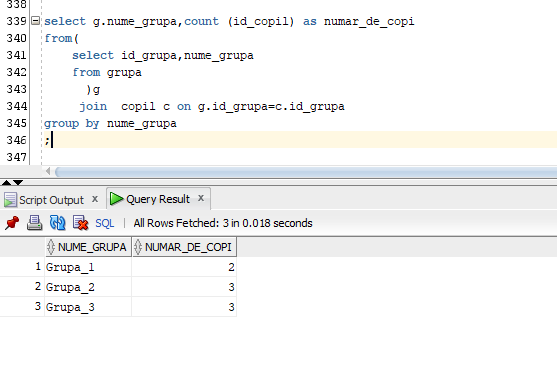 338
339 select g.nume_grupa,count (id_copil) as numar_de_copi
340 from(
341 select id_grupa,nume_grupa
342 from grupa
343 )g
344 join  copil c on g.id_grupa=c.id_grupa
345 group by nume_grupa
346 ;
347
Script Output x Query Result x
SQL | All Rows Fetched: 3 in 0.018 seconds
NUME_GRUPA NUMAR_DE_COPI
1 Grupa_1 2
2 Grupa_2 3
3 Grupa_3 3